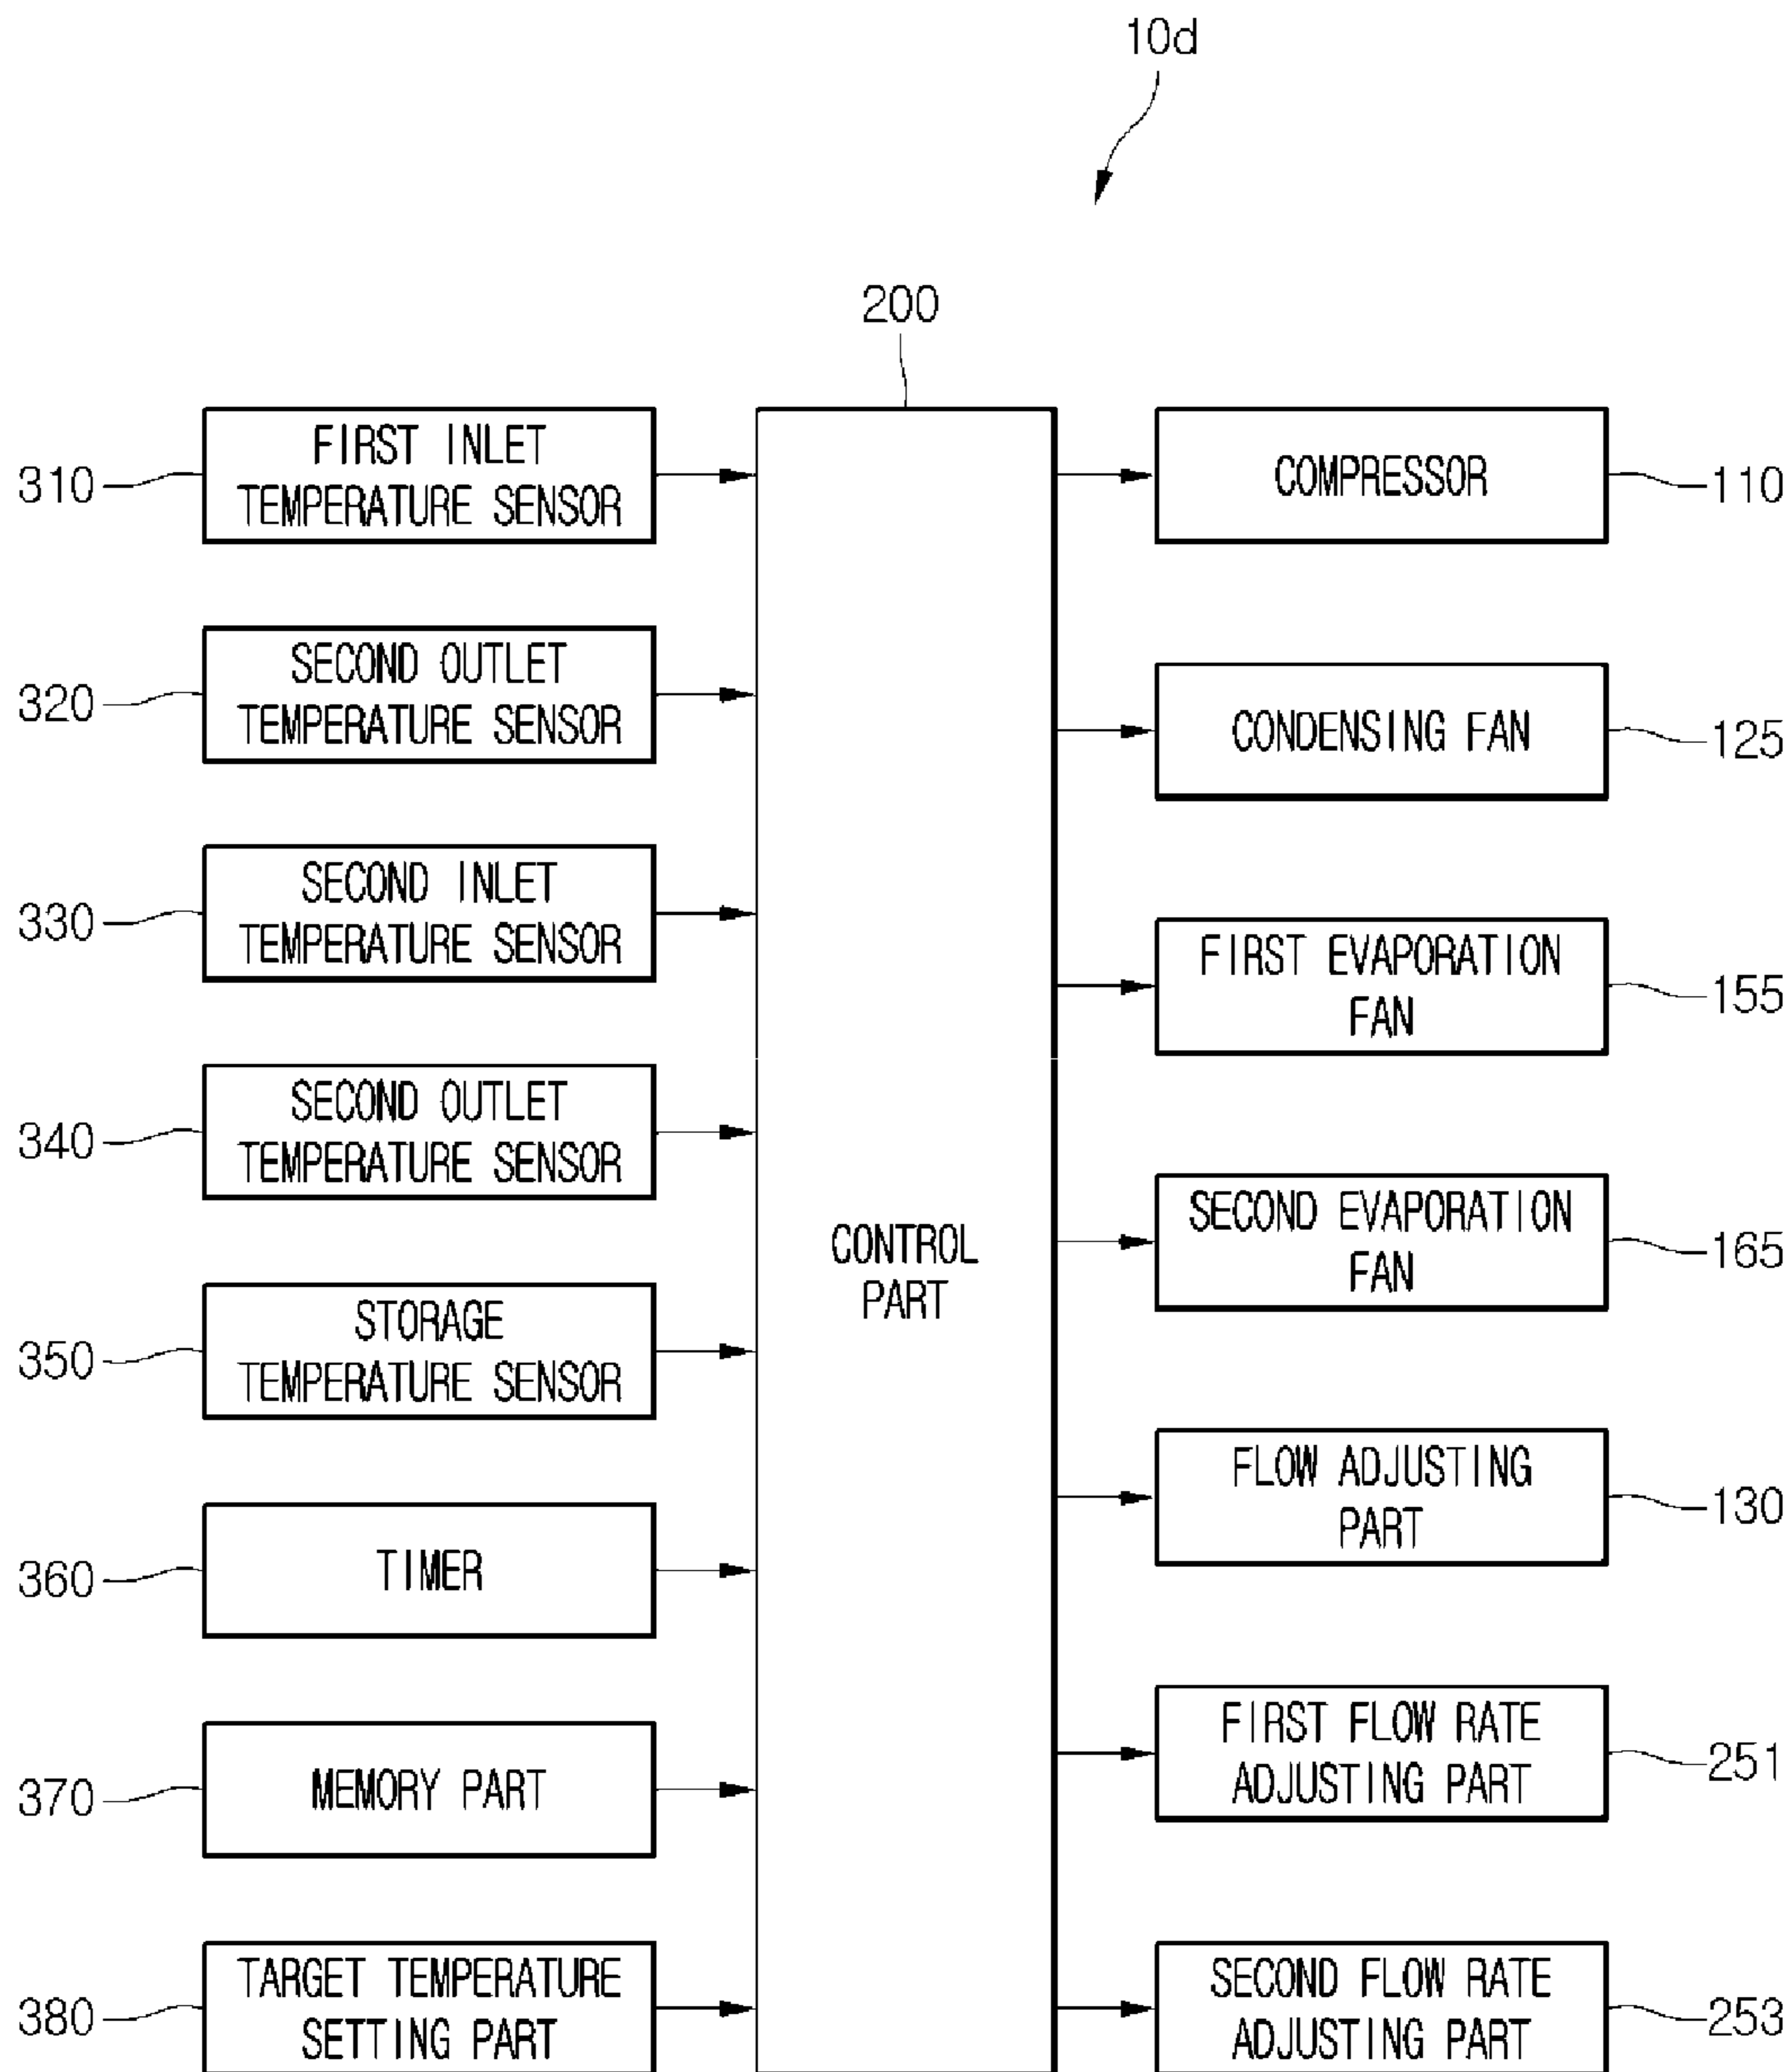 10d
200
310
FIRST INLET
TEMPERATURE SENSOR
320
SECOND OUTLET
TEMPERATURE SENSOR
330
SECOND INLET
TEMPERATURE SENSOR
340
SECOND OUTLET
TEMPERATURE SENSOR
350
STORAGE
TEMPERATURE SENSOR
360
TIMER
370
MEMORY PART
380
TARGET TEMPERATURE
SETTING PART
CONTROL
PART
COMPRESSOR
110
CONDENSING FAN
125
FIRST EVAPORATION
FAN
155
SECOND EVAPORATION
FAN
165
FLOW ADJUSTING
PART
130
FIRST FLOW RATE
ADJUSTING PART
251
SECOND FLOW RATE
ADJUSTING PART
253